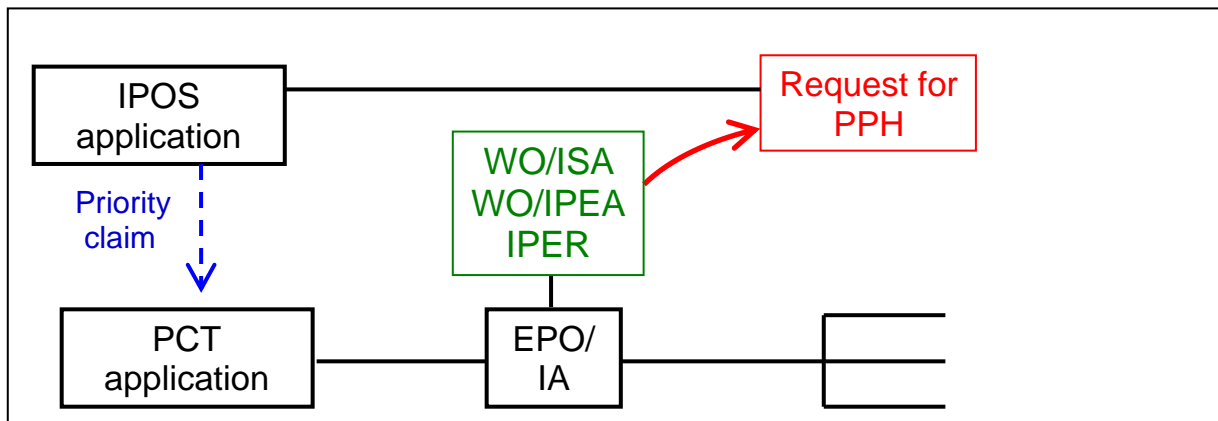 IPOS
application
Request for
PPH
WO/ISA
WO/IPEA
IPER
Priority
claim
PCT
application
EPO/
IA